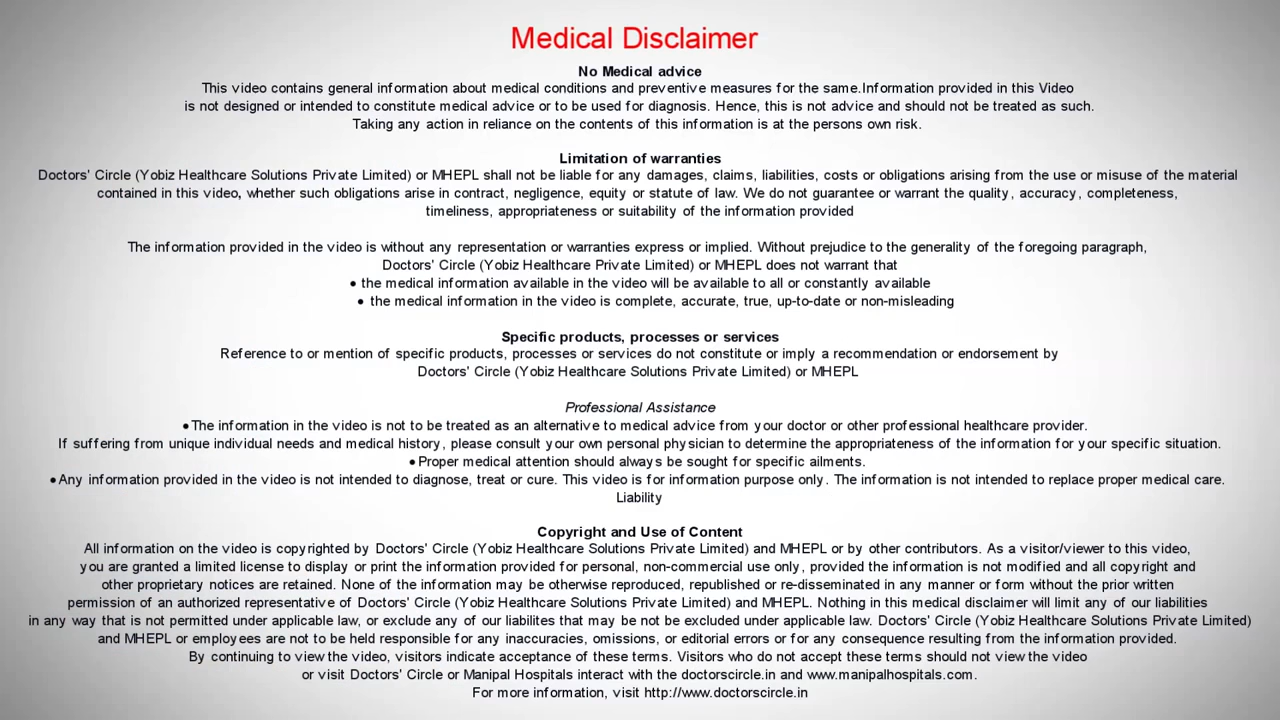 Medical Disclaimer
No Medical advice
This video contains general information about medical conditions and preventive measures for the same.Information provided in this Video
is not designed or intended to constitute medical advice or to be used for diagnosis. Hence, this is not advice and should not be treated as such.
Taking any action in reliance on the contents of this information is at the persons own risk.
Limitation of warranties
Doctors' Circle (Yobiz Healthcare Solutions Private Limited) or MHEPL shall not be liable for any damages, claims, liabilities, costs or obligations arising from the use or misuse of the material
contained in this video, whether such obligations arise in contract, negligence, equity or statute of law. We do not guarantee or warrant the quality, accuracy, completeness,
timeliness, appropriateness or suitability of the information provided
The information provided in the video is without any representation or warranties express or implied. Without prejudice to the generality of the foregoing paragraph,
Doctors' Circle (Yobiz Healthcare Private Limited) or MHEPL does not warrant that
• the medical information available in the video will be available to all or constantly available
• the medical information in the video is complete, accurate, true, up-to-date or non-misleading
Specific products, processes or services
Reference to or mention of specific products, processes or services do not constitute or imply a recommendation or endorsement by
Doctors' Circle (Yobiz Healthcare Solutions Private Limited) or MHEPL
Professional Assistance
•The information in the video is not to be treated as an alternative to medical advice from your doctor or other professional healthcare provider.
If suffering from unique individual needs and medical history, please consult your own personal physician to determine the appropriateness of the information for your specific situation.
•Proper medical attention should always be sought for specific ailments.
•Any information provided in the video is not intended to diagnose, treat or cure. This video is for information purpose only. The information is not intended to replace proper medical care.
Liability
Copyright and Use of Content
All information on the video is copyrighted by Doctors' Circle (Yobiz Healthcare Solutions Private Limited) and MHEPL or by other contributors. As a visitor/viewer to this video,
you are granted a limited license to display or print the information provided for personal, non-commercial use only, provided the information is not modified and all copyright and
other proprietary notices are retained. None of the information may be otherwise reproduced, republished or re-disseminated in any manner or form without the prior written
permission of an authorized representative of Doctors' Circle (Yobiz Healthcare Solutions Private Limited) and MHEPL. Nothing in this medical disclaimer will limit any of our liabilities
in any way that is not permitted under applicable law, or exclude any of our liabilites that may be not be excluded under applicable law. Doctors' Circle (Yobiz Healthcare Solutions Private Limited)
and MHEPL or employees are not to be held responsible for any inaccuracies, omissions, or editorial errors or for any consequence resulting from the information provided.
By continuing to view the video, visitors indicate acceptance of these terms. Visitors who do not accept these terms should not view the video
or visit Doctors' Circle or Manipal Hospitals interact with the doctorscircle.in and www.manipalhospitals.com.
For more information, visit http://www.doctorscircle.in